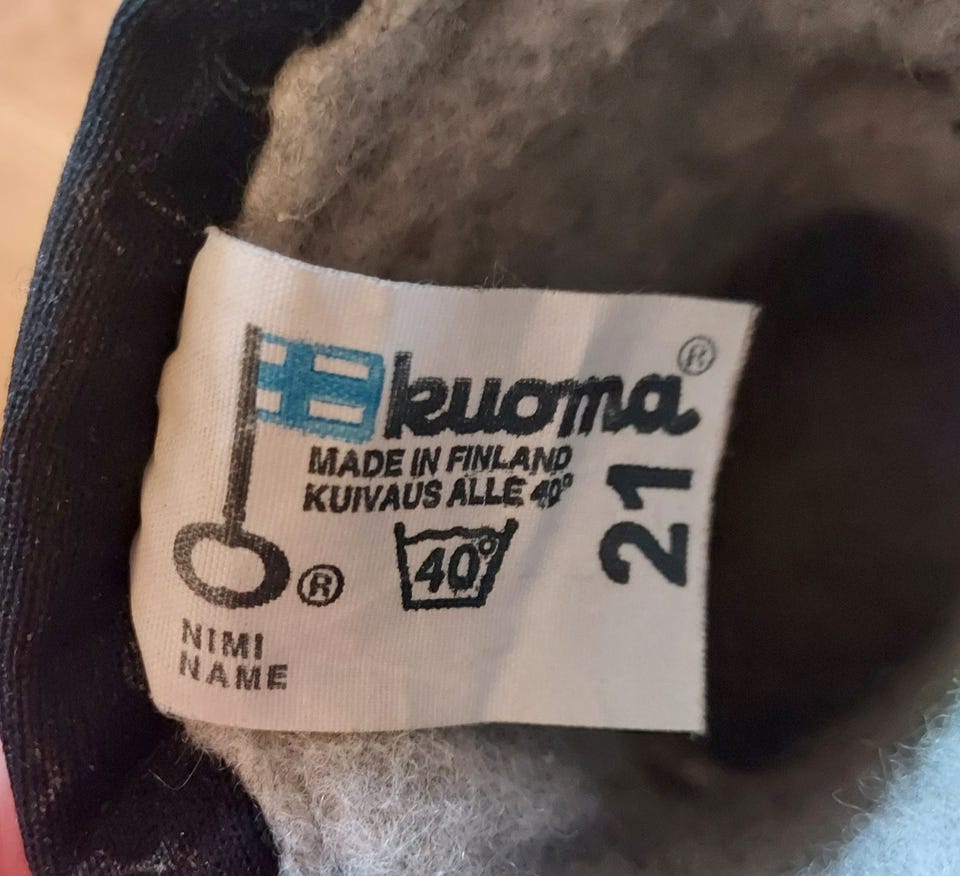 kuoma®
MADE IN FINLAND
KUIVAUS ALLE 40°
40°
21
®
NIMI
NAME